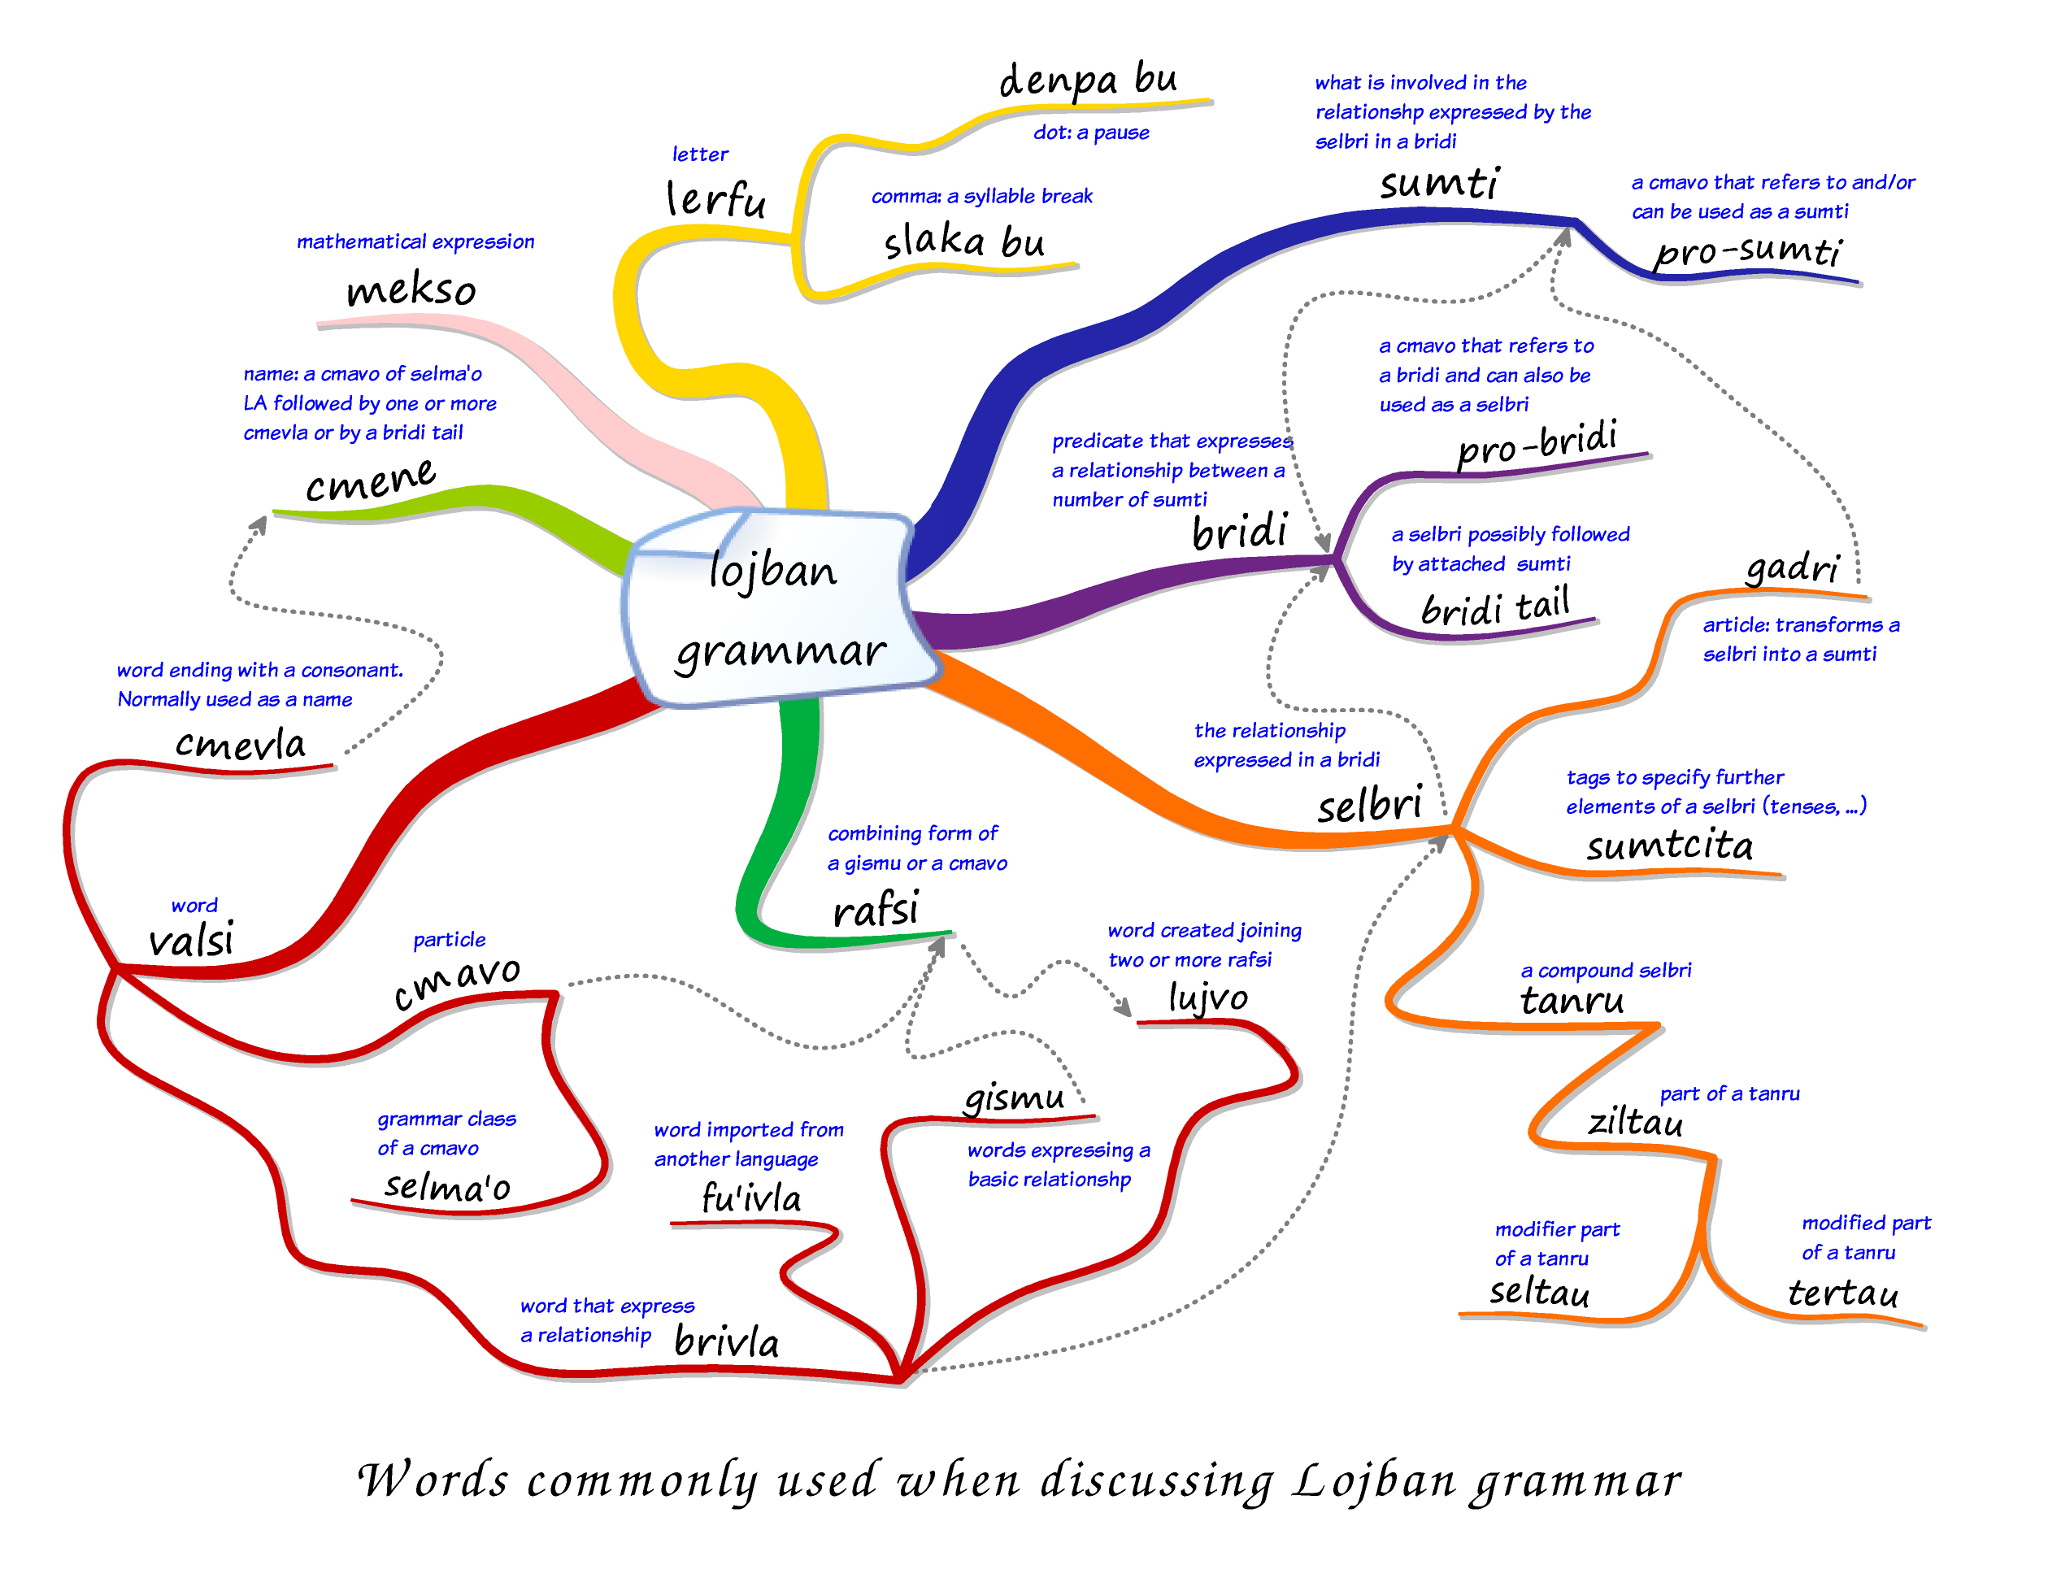 denpa bu
dot: a pause
letter
lerfu
comma: a syllable break
slaka bu
what is involved in the
relationshp expressed by the
selbri in a bridi
sumti
a cmavo that refers to and/or
can be used as a sumti
pro-sumti
mathematical expression
mekso
name: a cmavo of selma'o
LA followed by one or more
cmevla or by a bridi tail
cmene
a cmavo that refers to
a bridi and can also be
used as a selbri
pro-bridi
predicate that expresses
a relationship between a
number of sumti
bridi
a selbri possibly followed
by attached sumti
bridi tail
gadri
article: transforms a
selbri into a sumti
lojban
grammar
word ending with a consonant.
Normally used as a name
cmevla
the relationship
expressed in a bridi
selbri
tags to specify further
elements of a selbri (tenses, ...)
sumtcita
combining form of
a gismu or a cmavo
rafsi
word
valsi
particle
cmavo
word created joining
two or more rafsi
lujvo
a compound selbri
tanru
gismu
words expressing a
basic relationshp
part of a tanru
ziltau
grammar class
of a cmavo
selma'o
word imported from
another language
fu'ivla
modifier part
of a tanru
seltau
modified part
of a tanru
tertau
word that express
a relationship
brivla
Words commonly used when discussing Lojban grammar